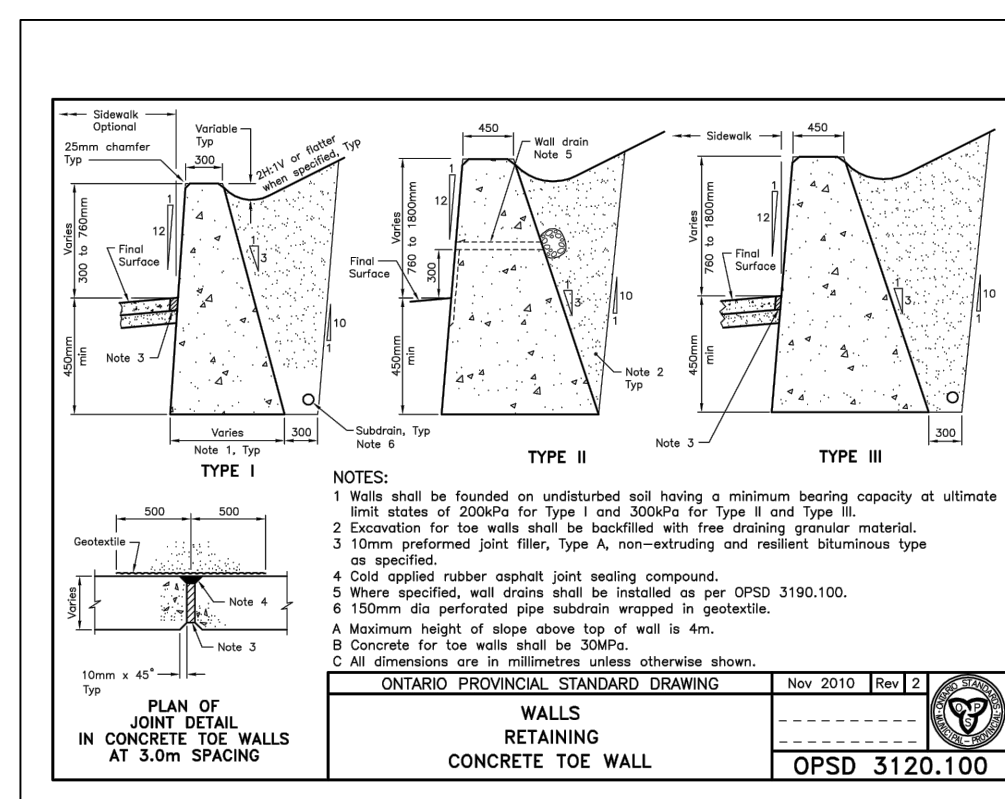 Sidewalk
Optional
25mm chamfer
Typ
Variable
Typ
300
2H:1V or flatter
when specified, Typ
Varies
300 to 760mm
1
12
Final
Surface
1
3
10
1
450mm
min
Note 3
Varies
Note 1, Typ
300
Subdrain, Typ
Note 6
TYPE I
450
Wall drain
Note 5
Varies
760 to 1800mm
1
12
Final
Surface
300
1
3
10
1
450mm
min
Note 2
Typ
TYPE II
Sidewalk
450
Varies
760 to 1800mm
1
12
Final
Surface
1
3
10
1
450mm
min
Note 3
300
TYPE III
500
500
Geotextile
Varies
Note 4
Note 3
10mm x 45°
Typ
PLAN OF
JOINT DETAIL
IN CONCRETE TOE WALLS
AT 3.0m SPACING
NOTES:
1 Walls shall be founded on undisturbed soil having a minimum bearing capacity at ultimate
limit states of 200kPa for Type I and 300kPa for Type II and Type III.
2 Excavation for toe walls shall be backfilled with free draining granular material.
3 10mm preformed joint filler, Type A, non-extruding and resilient bituminous type
as specified.
4 Cold applied rubber asphalt joint sealing compound.
5 Where specified, wall drains shall be installed as per OPSD 3190.100.
6 150mm dia perforated pipe subdrain wrapped in geotextile.
A Maximum height of slope above top of wall is 4m.
B Concrete for toe walls shall be 30MPa.
C All dimensions are in millimetres unless otherwise shown.
ONTARIO PROVINCIAL STANDARD DRAWING
Nov 2010
Rev
2
WALLS
RETAINING
CONCRETE TOE WALL
ONTARIO STANDARDS
MUNICIPAL-PROVINCIAL
O P
S
OPSD 3120.100